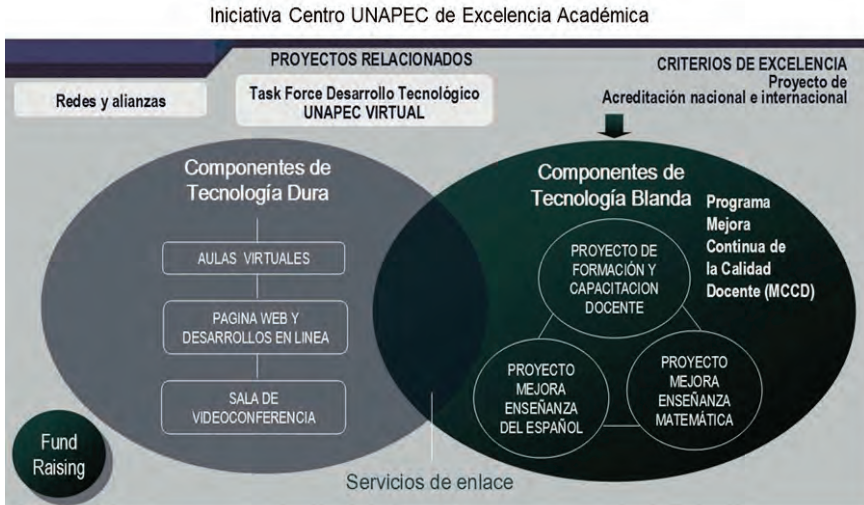 Iniciativa Centro UNAPEC de Excelencia Académica
PROYECTOS RELACIONADOS
Redes y alianzas
Task Force Desarrollo Tecnológico
UNAPEC VIRTUAL
CRITERIOS DE EXCELENCIA
Proyecto de
Acreditación nacional e internacional
Componentes de
Tecnología Dura
AULAS VIRTUALES
PAGINA WEB Y
DESARROLLOS EN LINEA
SALA DE
VIDEOCONFERENCIA
Componentes de
Tecnología Blanda
Programa
Mejora
Continua de
la Calidad
Docente (MCCD)
PROYECTO DE
FORMACIÓN Y
CAPACITACION
DOCENTE
PROYECTO
MEJORA
ENSEÑANZA
DEL ESPAÑOL
PROYECTO
MEJORA
ENSEÑANZA
MATEMÁTICA
Fund
Raising
Servicios de enlace